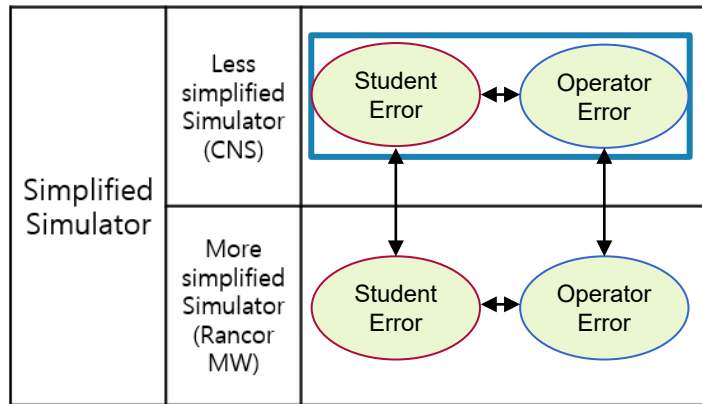 Simplified
Simulator
Less
simplified
Simulator
(CNS)
Student
Error
Operator
Error
More
simplified
Simulator
(Rancor
MW)
Student
Error
Operator
Error